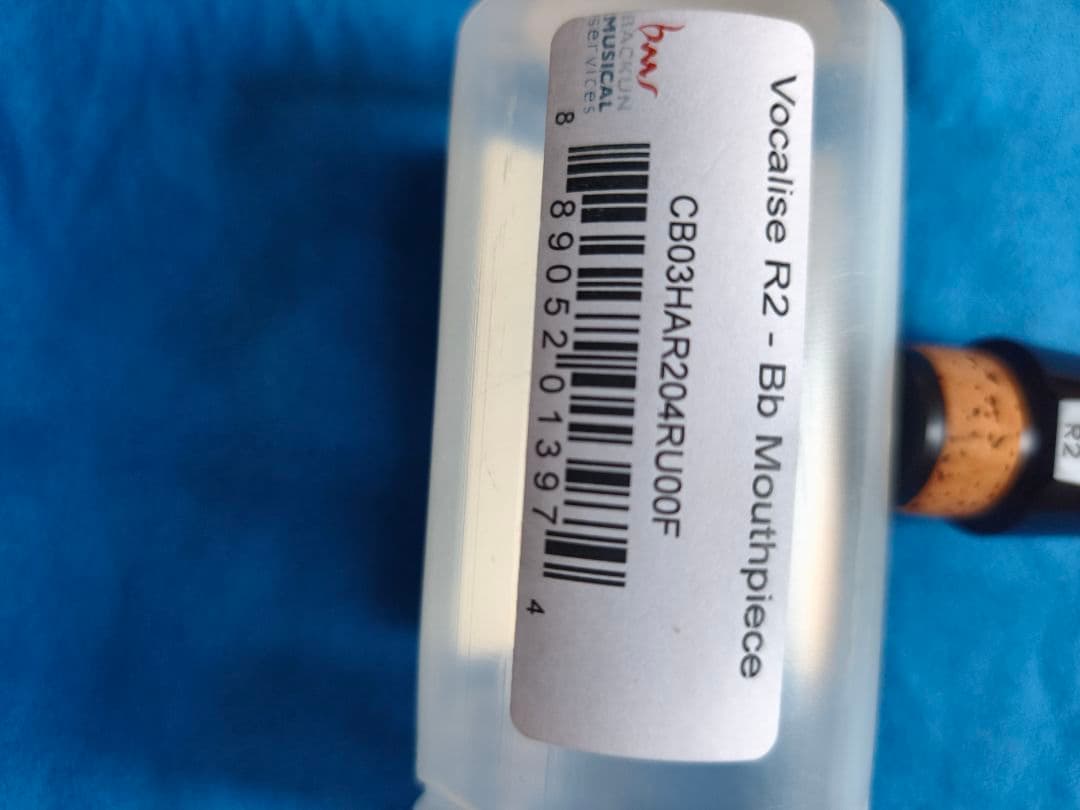 Vocalise R2 - Bb Mouthpiece
CB03HAR204RU00F
bms
BACKUN
MUSICAL
services
8 89052 01397 4
R2